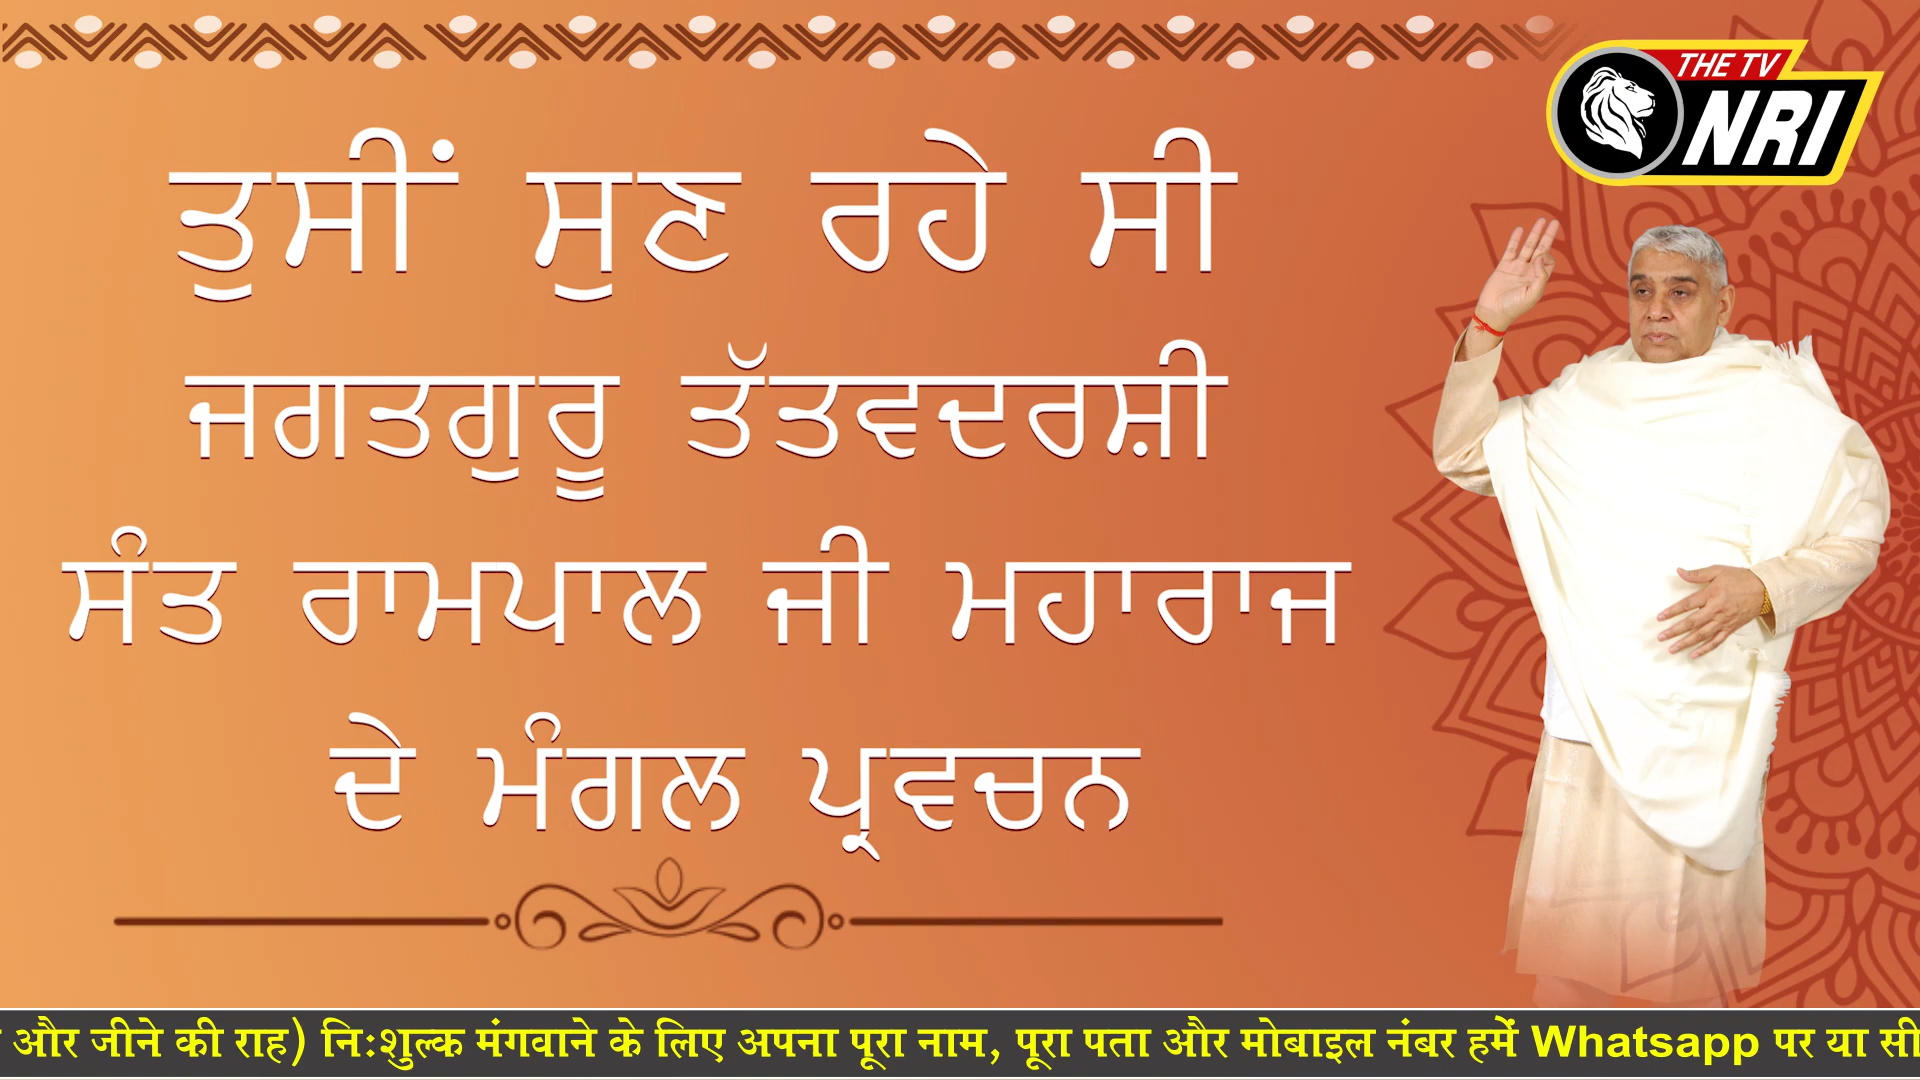 THE TV
NRI
ਤੁਸੀਂ ਸੁਣ ਰਹੇ ਸੀ
ਜਗਤਗੁਰੂ ਤੱਤਵਦਰਸ਼ੀ
ਸੰਤ ਰਾਮਪਾਲ ਜੀ ਮਹਾਰਾਜ
ਦੇ ਮੰਗਲ ਪ੍ਰਵਚਨ
और जीने की राह) नि:शुल्क मंगवाने के लिए अपना पूरा नाम, पूरा पता और मोबाइल नंबर हमें Whatsapp पर या सी